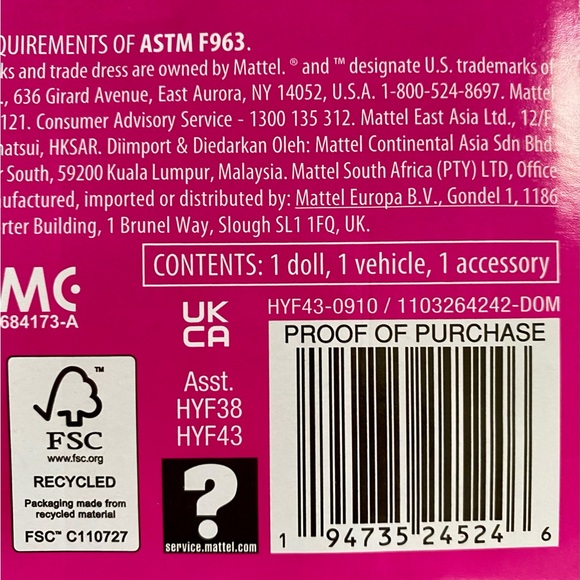 QUIREMENTS OF ASTM F963.
ks and trade dress are owned by Mattel. ® and ™ designate U.S. trademarks of
., 636 Girard Avenue, East Aurora, NY 14052, U.S.A. 1-800-524-8697. Mattel
121. Consumer Advisory Service - 1300 135 312. Mattel East Asia Ltd., 12/F,
natsui, HKSAR. Diimport & Diedarkan Oleh: Mattel Continental Asia Sdn Bhd.
r South, 59200 Kuala Lumpur, Malaysia. Mattel South Africa (PTY) LTD, Office
ufactured, imported or distributed by: Mattel Europa B.V., Gondel 1, 1186
rter Building, 1 Brunel Way, Slough SL1 1FQ, UK.
CONTENTS: 1 doll, 1 vehicle, 1 accessory
MC
684173-A
UK
CA
Asst.
HYF38
HYF43
HYF43-0910 / 1103264242-DOM
PROOF OF PURCHASE
1 94735 24524 6
™
FSC
www.fsc.org
RECYCLED
Packaging made from
recycled material
FSC™ C110727
?
service.mattel.com